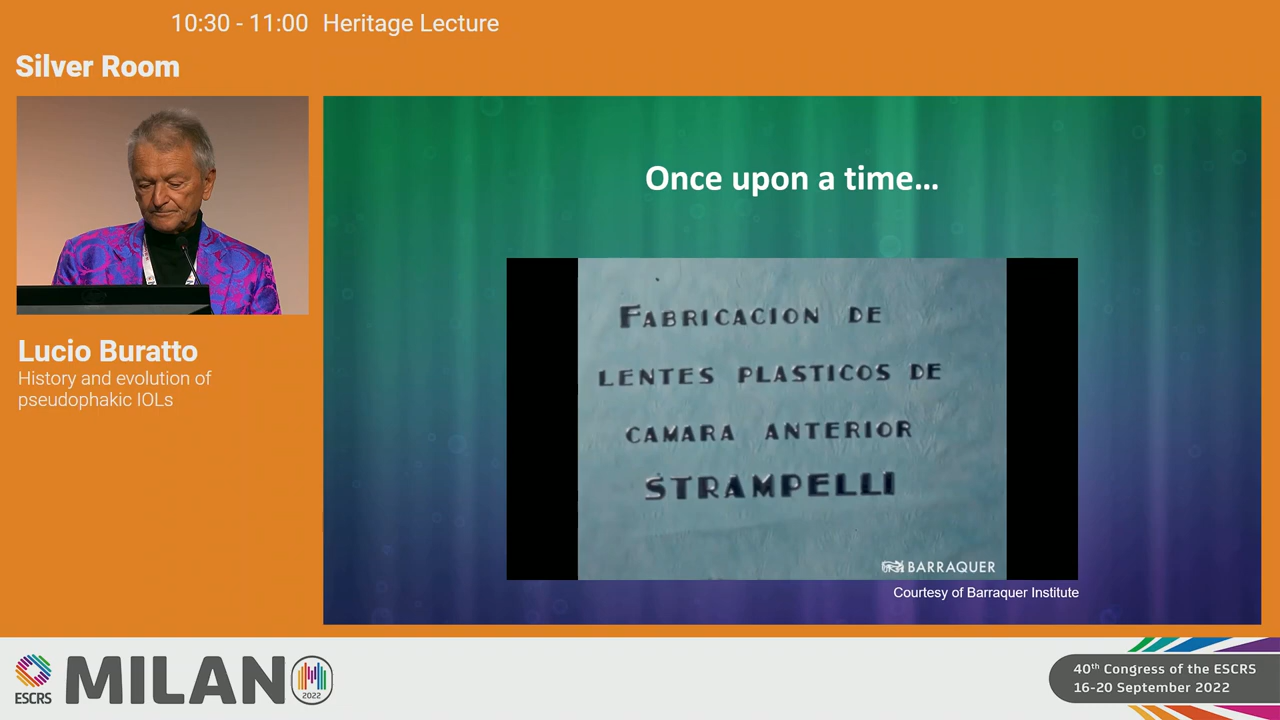 10:30 - 11:00 Heritage Lecture
Silver Room
Lucio Buratto
History and evolution of
pseudophakic IOLs
Once upon a time…
FABRICACION DE
LENTES PLASTICOS DE
CAMARA ANTERIOR
STRAMPELLI
BARRAQUER
Courtesy of Barraquer Institute
ESCRS
MILANO
2022
40th Congress of the ESCRS
16-20 September 2022